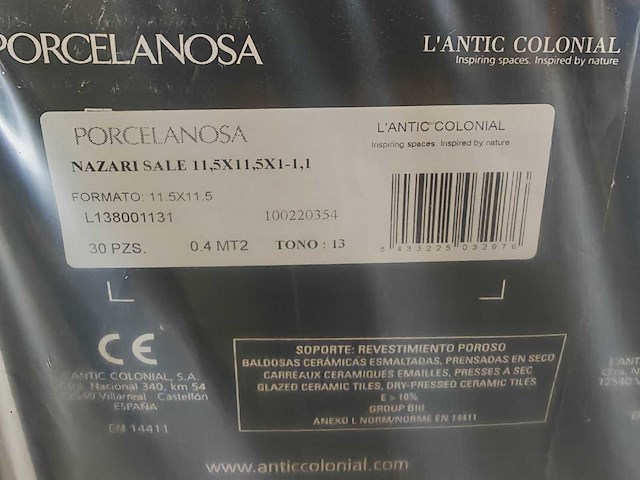 PORCELANOSA
L'ANTIC COLONIAL
Inspiring spaces. Inspired by nature
PORCELANOSA
L'ANTIC COLONIAL
Inspiring spaces. Inspired by nature
NAZARI SALE 11,5X11,5X1-1,1
FORMATO: 11.5X11.5
L138001131
100220354
30 PZS.
0.4 MT2
TONO : 13
8 433225 032976
CE
ANTIC COLONIAL, S.A.
Nacional 340, km 54
Villarreal Castellón
ESPAÑA
EN 14411
SOPORTE: REVESTIMIENTO POROSO
BALDOSAS CERÁMICAS ESMALTADAS, PRENSADAS EN SECO
CARREAUX CERAMIQUES EMAILLES, PRESSES A SEC
GLAZED CERAMIC TILES, DRY-PRESSED CERAMIC TILES
E > 10%
GROUP BIII
ANEXO L NORM/NORME EN 14411
www.anticcolonial.com